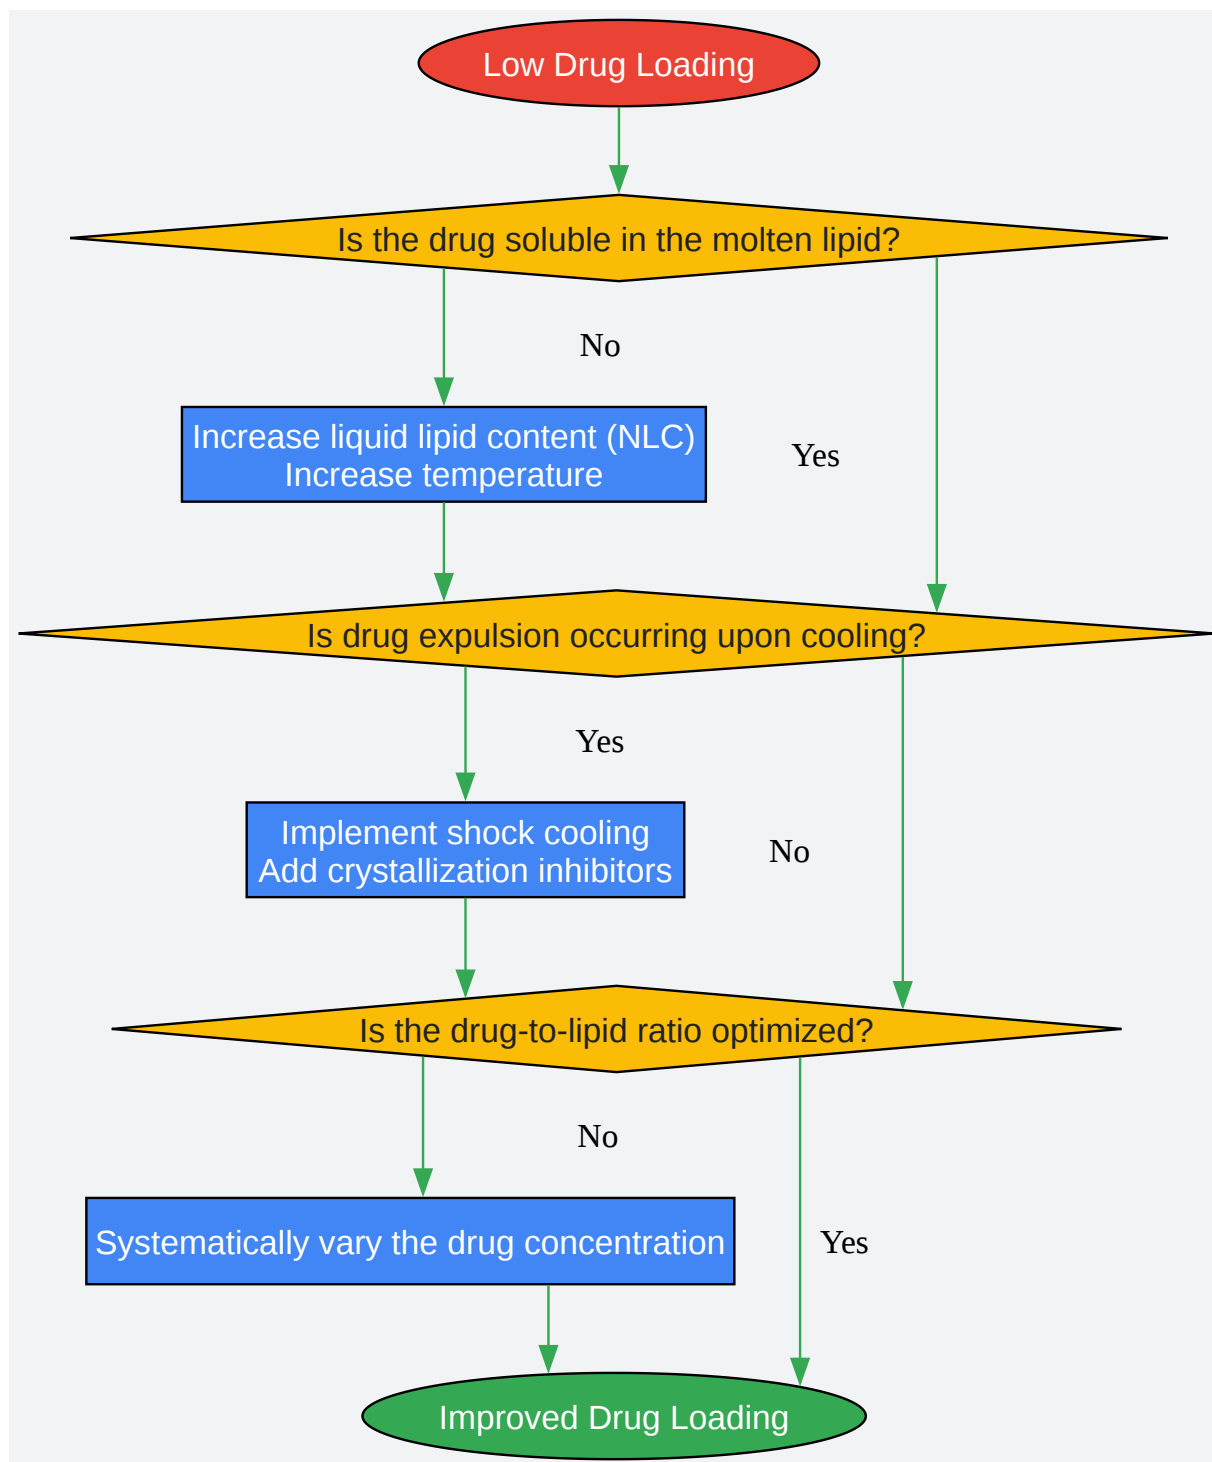 Low Drug Loading
Is the drug soluble in the molten lipid?
No
Increase liquid lipid content (NLC)
Increase temperature
Yes
Is drug expulsion occurring upon cooling?
Yes
Implement shock cooling
Add crystallization inhibitors
No
Is the drug-to-lipid ratio optimized?
No
Systematically vary the drug concentration
Yes
Improved Drug Loading